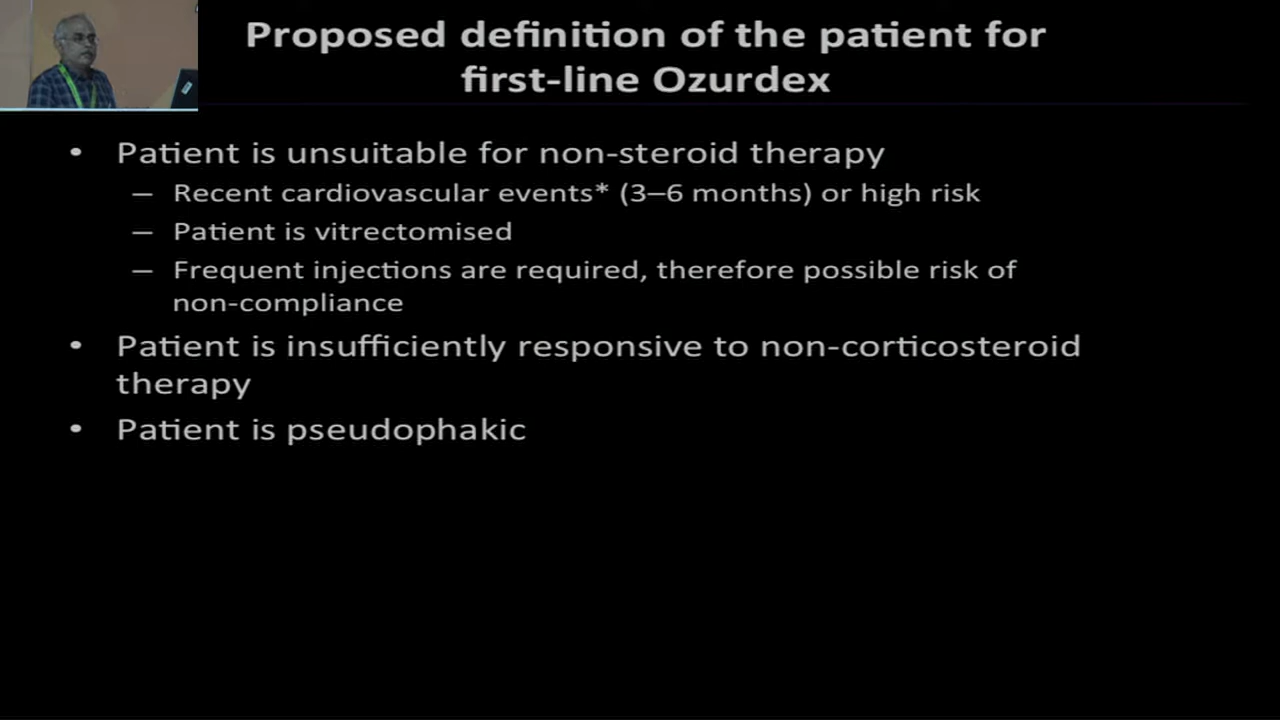 Proposed definition of the patient for
first-line Ozurdex
• Patient is unsuitable for non-steroid therapy
– Recent cardiovascular events* (3–6 months) or high risk
– Patient is vitrectomised
– Frequent injections are required, therefore possible risk of
non-compliance
• Patient is insufficiently responsive to non-corticosteroid
therapy
• Patient is pseudophakic